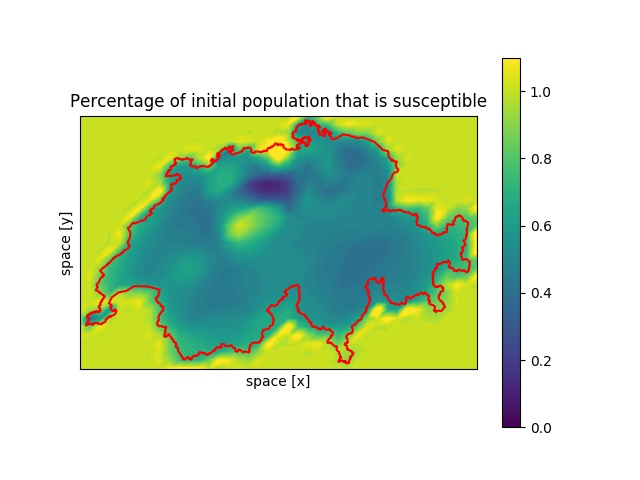 Percentage of initial population that is susceptible
space [y]
space [x]
1.0
0.8
0.6
0.4
0.2
0.0